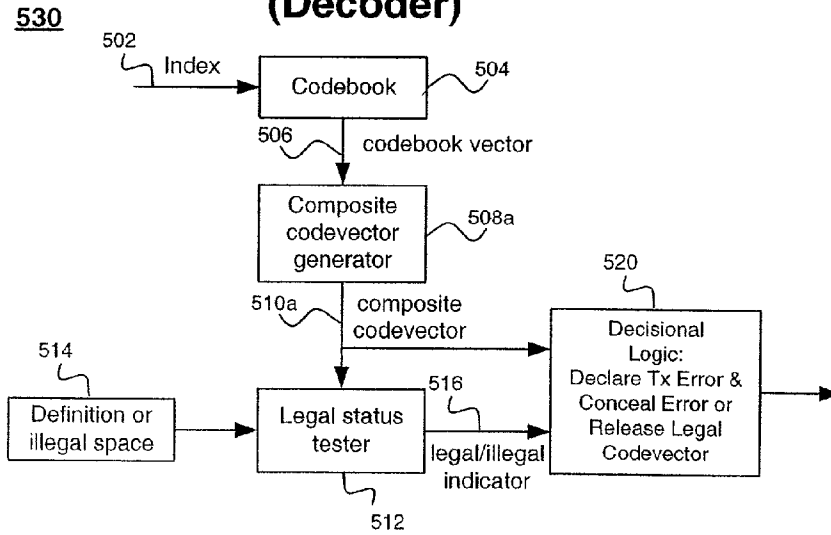 (Decoder)
530
502
Index
Codebook
504
506
codebook vector
Composite
codevector
generator
508a
510a
composite
codevector
520
Decisional
Logic:
Declare Tx Error &
Conceal Error or
Release Legal
Codevector
514
Definition or
illegal space
Legal status
tester
516
legal/illegal
indicator
512